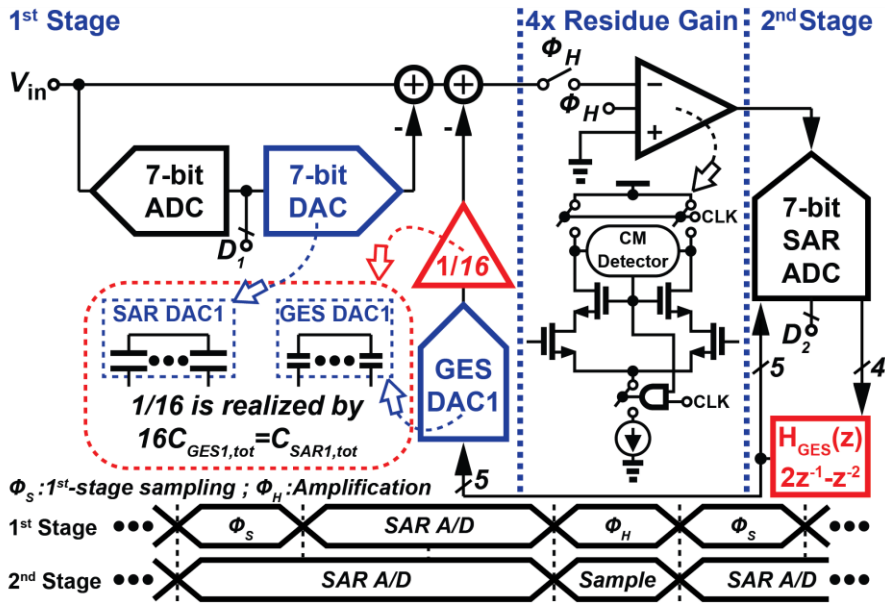 1st Stage
4x Residue Gain
2nd Stage
Vin
ΦH
ΦH
−
+
+
+
-
-
7-bit ADC
7-bit DAC
D1
1/16
CLK
CM Detector
7-bit SAR ADC
SAR DAC1
GES DAC1
GES DAC1
D2
5
4
1/16 is realized by
16CGES1,tot=CSAR1,tot
CLK
HGES(z)
2z-1-z-2
5
ΦS:1st-stage sampling ; ΦH:Amplification
1st Stage
ΦS
SAR A/D
ΦH
ΦS
2nd Stage
SAR A/D
Sample
SAR A/D